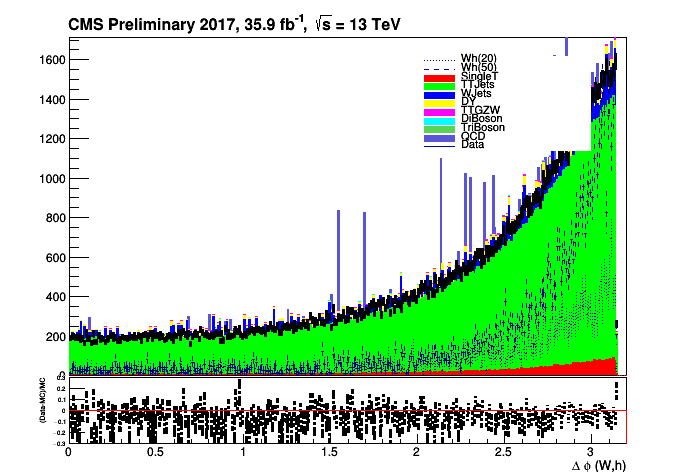 CMS Preliminary 2017, 35.9 fb-1, √s = 13 TeV
1600
1400
1200
1000
800
600
400
200
0
Wh(20)
Wh(50)
SingleT
TTJets
WJets
DY
TTGZW
DiBoson
TriBoson
QCD
Data
(Data-MC)/MC
0.3
0.2
0.1
0
-0.1
-0.2
-0.3
0 0.5 1 1.5 2 2.5 3
Δ ϕ (W,h)